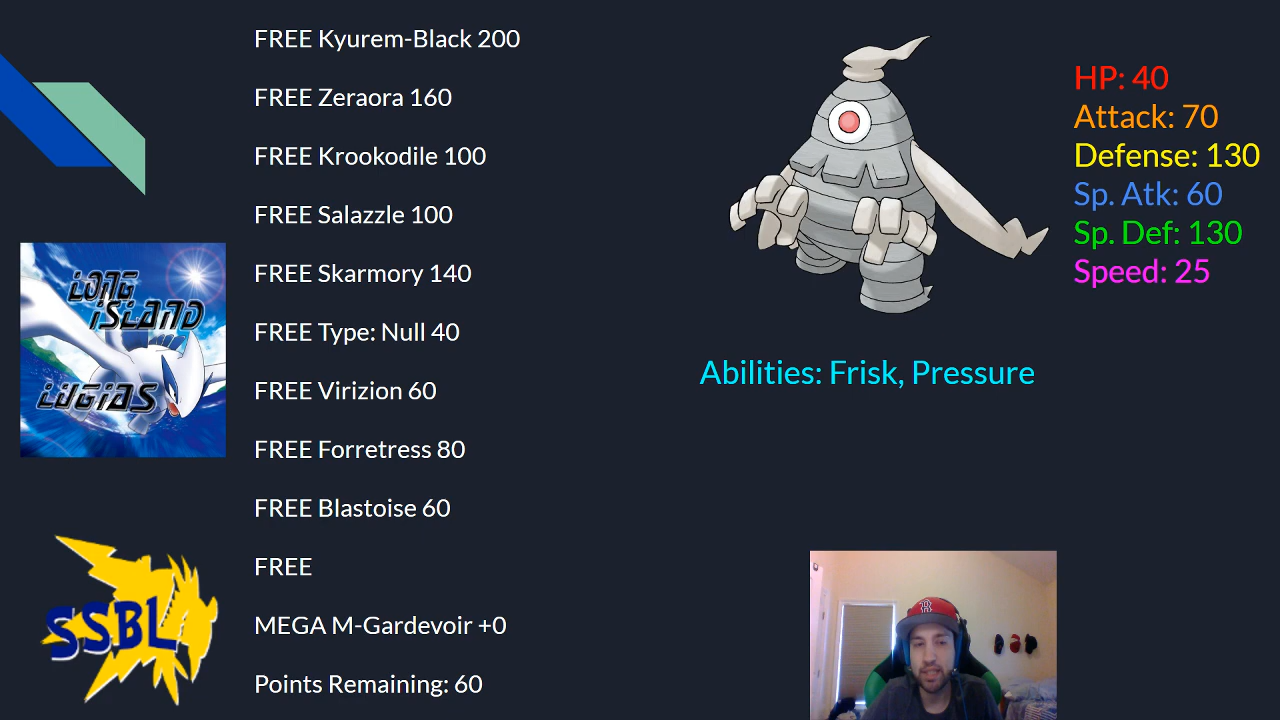 FREE Kyurem-Black 200
FREE Zeraora 160
FREE Krookodile 100
FREE Salazzle 100
FREE Skarmory 140
FREE Type: Null 40
FREE Virizion 60
FREE Forretress 80
FREE Blastoise 60
FREE
MEGA M-Gardevoir +0
Points Remaining: 60
HP: 40
Attack: 70
Defense: 130
Sp. Atk: 60
Sp. Def: 130
Speed: 25
Abilities: Frisk, Pressure
LONG
ISLAND
LUGIAS
SSBL
B